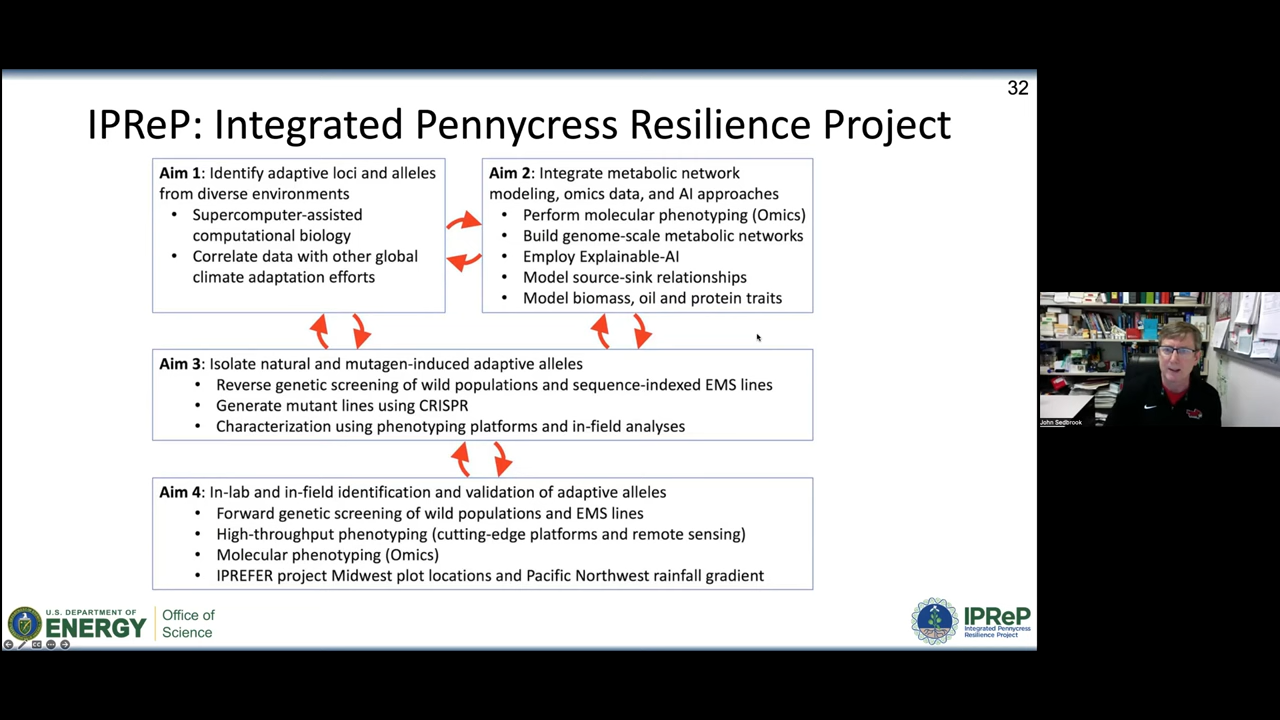 32
IPReP: Integrated Pennycress Resilience Project
Aim 1: Identify adaptive loci and alleles
from diverse environments
• Supercomputer-assisted
computational biology
• Correlate data with other global
climate adaptation efforts
Aim 2: Integrate metabolic network
modeling, omics data, and AI approaches
• Perform molecular phenotyping (Omics)
• Build genome-scale metabolic networks
• Employ Explainable-AI
• Model source-sink relationships
• Model biomass, oil and protein traits
Aim 3: Isolate natural and mutagen-induced adaptive alleles
• Reverse genetic screening of wild populations and sequence-indexed EMS lines
• Generate mutant lines using CRISPR
• Characterization using phenotyping platforms and in-field analyses
Aim 4: In-lab and in-field identification and validation of adaptive alleles
• Forward genetic screening of wild populations and EMS lines
• High-throughput phenotyping (cutting-edge platforms and remote sensing)
• Molecular phenotyping (Omics)
• IPREFER project Midwest plot locations and Pacific Northwest rainfall gradient
U.S. DEPARTMENT OF
ENERGY
Office of
Science
IPReP
Integrated Pennycress
Resilience Project
John Sedbrook